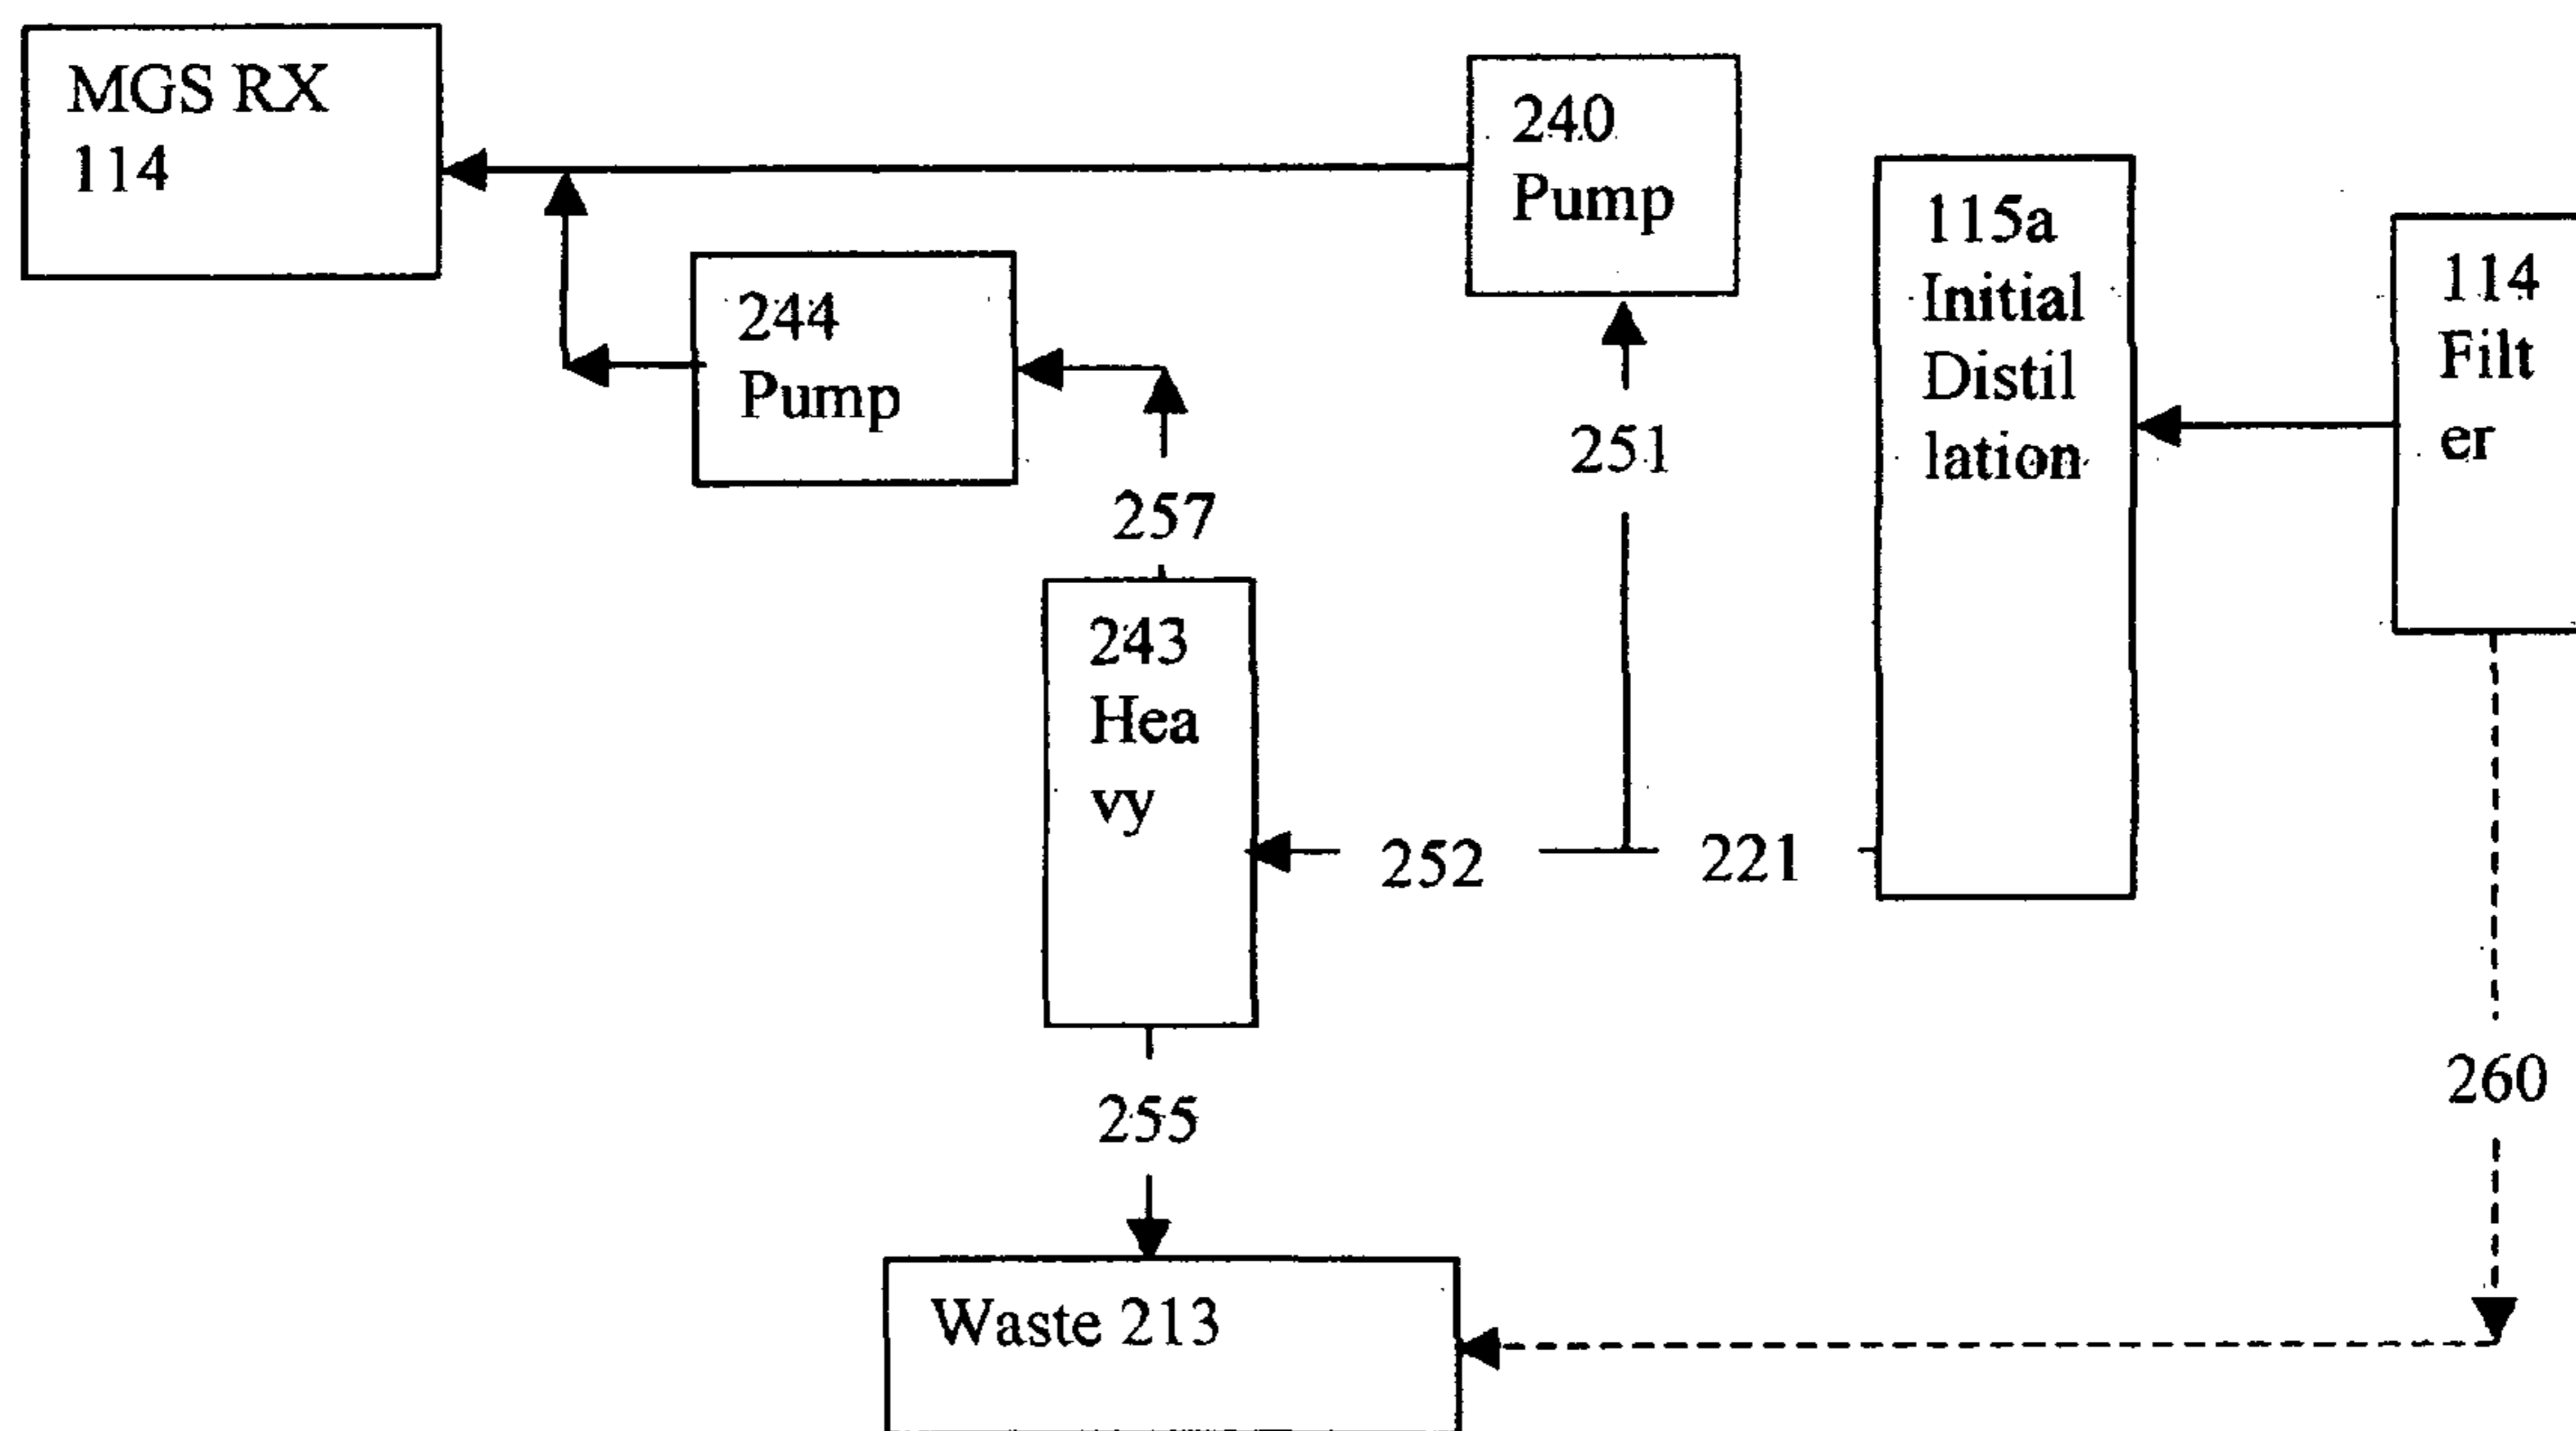 MGS RX
114
240
Pump
115a
Initial
Distil
lation
114
Filt
er
244
Pump
251
257
243
Hea
vy
252
221
255
260
Waste 213